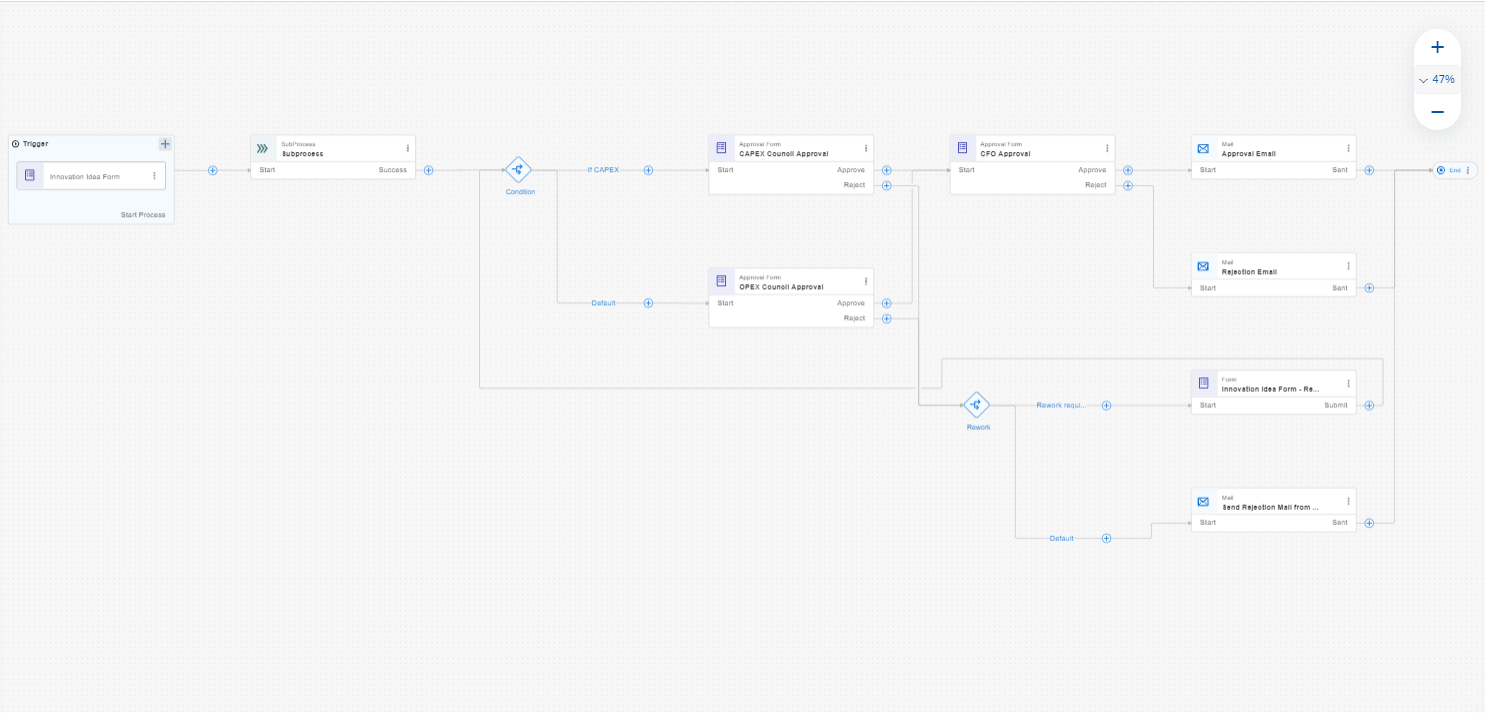 47%
Trigger
Innovation Idea Form
Start Process
SubProcess
Subprocess
Start
Success
Condition
If CAPEX
Default
Approval Form
CAPEX Council Approval
Start
Approve
Reject
Approval Form
OPEX Council Approval
Start
Approve
Reject
Approval Form
CFO Approval
Start
Approve
Reject
Mail
Approval Email
Start
Sent
End
Mail
Rejection Email
Start
Sent
Rework
Rework requi...
Default
Form
Innovation Idea Form - Re...
Start
Submit
Mail
Send Rejection Mail from ...
Start
Sent